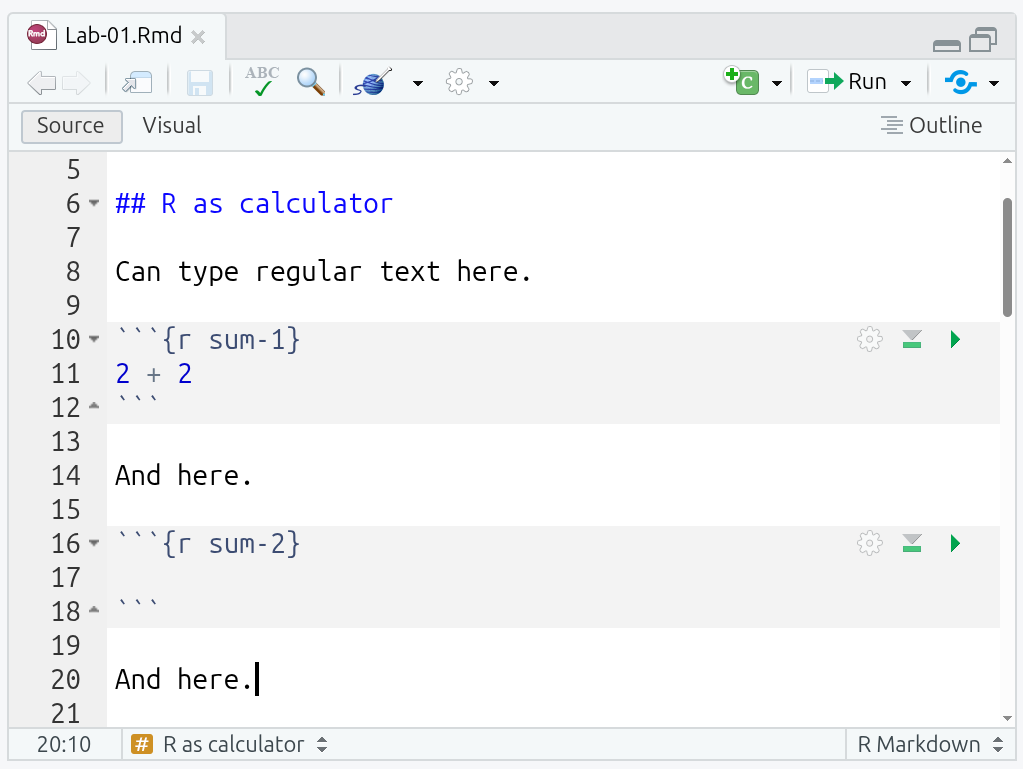 Rmd Lab-01.Rmd
ABC C Run
Source Visual Outline
5
6 ## R as calculator
7
8 Can type regular text here.
9
10 ```{r sum-1}
11 2 + 2
12 ```
13
14 And here.
15
16 ```{r sum-2}
17
18 ```
19
20 And here.
21
20:10 # R as calculator R Markdown